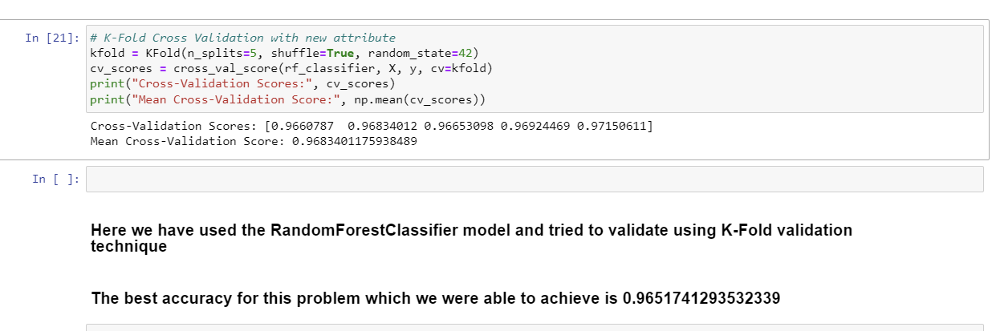 In [21]: # K-Fold Cross Validation with new attribute
kfold = KFold(n_splits=5, shuffle=True, random_state=42)
cv_scores = cross_val_score(rf_classifier, X, y, cv=kfold)
print("Cross-Validation Scores:", cv_scores)
print("Mean Cross-Validation Score:", np.mean(cv_scores))
Cross-Validation Scores: [0.9660787  0.96834012 0.96653098 0.96924469 0.97150611]
Mean Cross-Validation Score: 0.9683401175938489
In [ ]:
Here we have used the RandomForestClassifier model and tried to validate using K-Fold validation
technique
The best accuracy for this problem which we were able to achieve is 0.9651741293532339